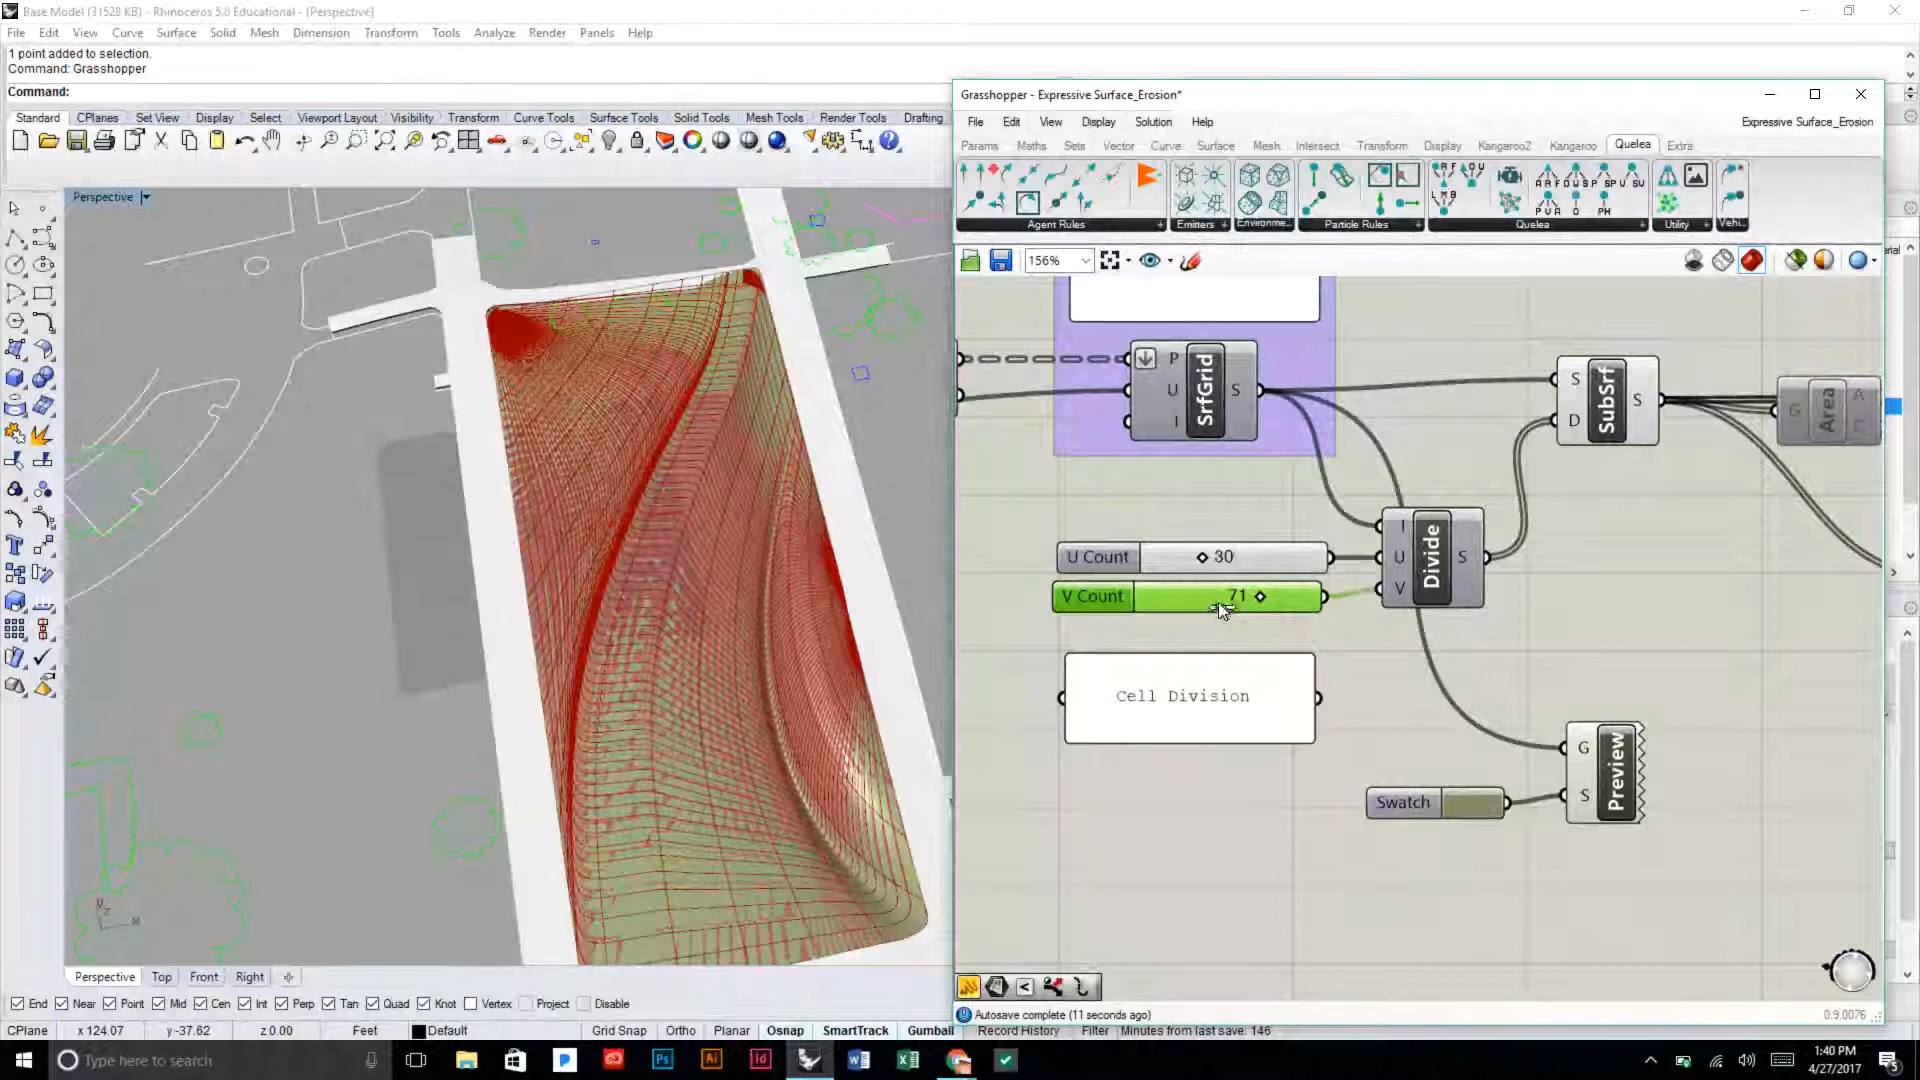 Base Model (31528 KB) - Rhinoceros 5.0 Educational - [Perspective]
File Edit View Curve Surface Solid Mesh Dimension Transform Tools Analyze Render Panels Help
1 point added to selection.
Command: Grasshopper
Command:
Standard CPlanes Set View Display Select Viewport Layout Visibility Transform Curve Tools Surface Tools Solid Tools Mesh Tools Render Tools Drafting
Perspective
Grasshopper - Expressive Surface_Erosion*
File Edit View Display Solution Help
Expressive Surface_Erosion
Params Maths Sets Vector Curve Surface Mesh Intersect Transform Display Kangaroo2 Kangaroo Quelea Extra
Agent Rules Emitters Environme... Particle Rules Quelea Utility Vehi...
156%
P
U
I
SrfGrid
S
S
D
SubSrf
S
G
Area
A
U Count 30
V Count 71
I
U
V
Divide
S
Cell Division
G
S
Preview
Swatch
Autosave complete (11 seconds ago)
0.9.0076
Perspective Top Front Right
End Near Point Mid Cen Int Perp Tan Quad Knot Vertex Project Disable
CPlane x 124.07 y -37.62 z 0.00 Feet Default Grid Snap Ortho Planar Osnap SmartTrack Gumball Record History Filter Minutes from last save: 146
Type here to search
1:40 PM
4/27/2017